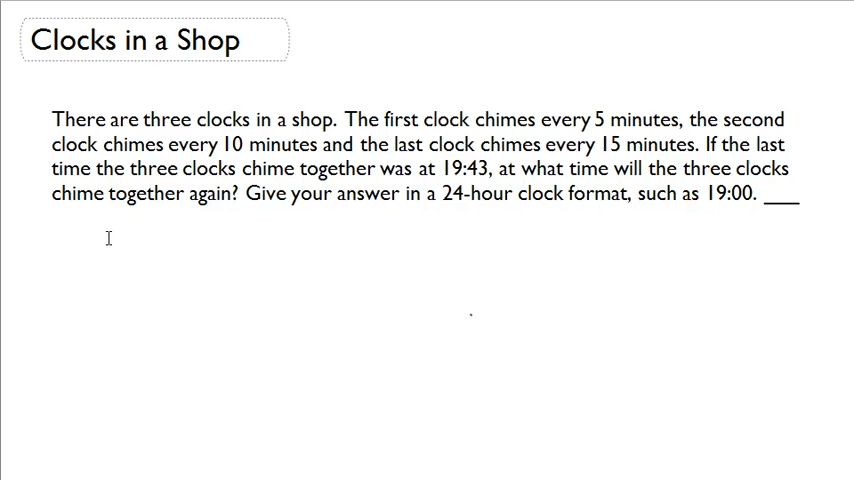 Clocks in a Shop
There are three clocks in a shop. The first clock chimes every 5 minutes, the second
clock chimes every 10 minutes and the last clock chimes every 15 minutes. If the last
time the three clocks chime together was at 19:43, at what time will the three clocks
chime together again? Give your answer in a 24-hour clock format, such as 19:00. ____